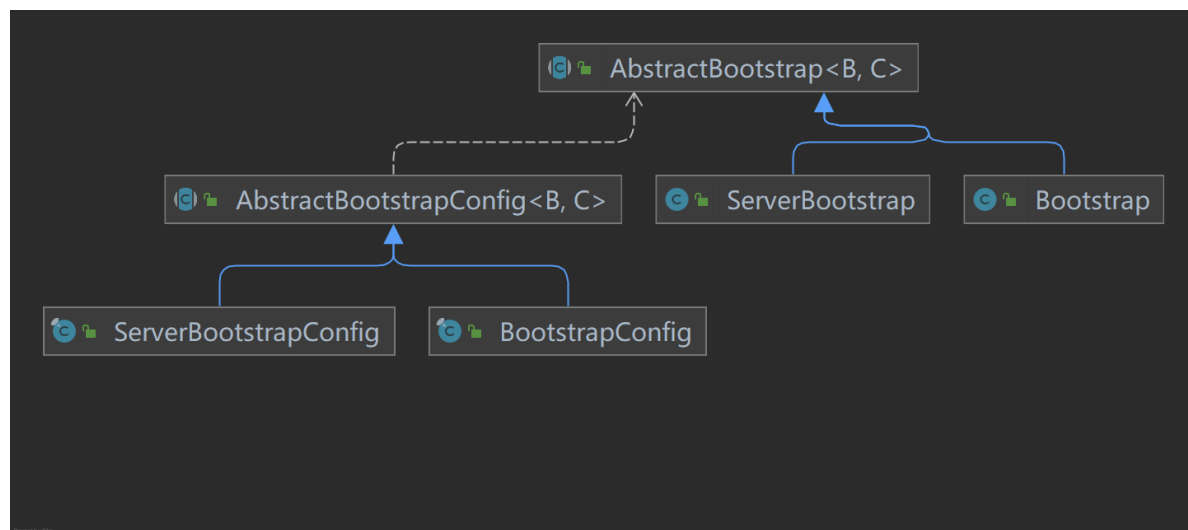 AbstractBootstrap<B, C>
AbstractBootstrapConfig<B, C>
ServerBootstrap
Bootstrap
ServerBootstrapConfig
BootstrapConfig